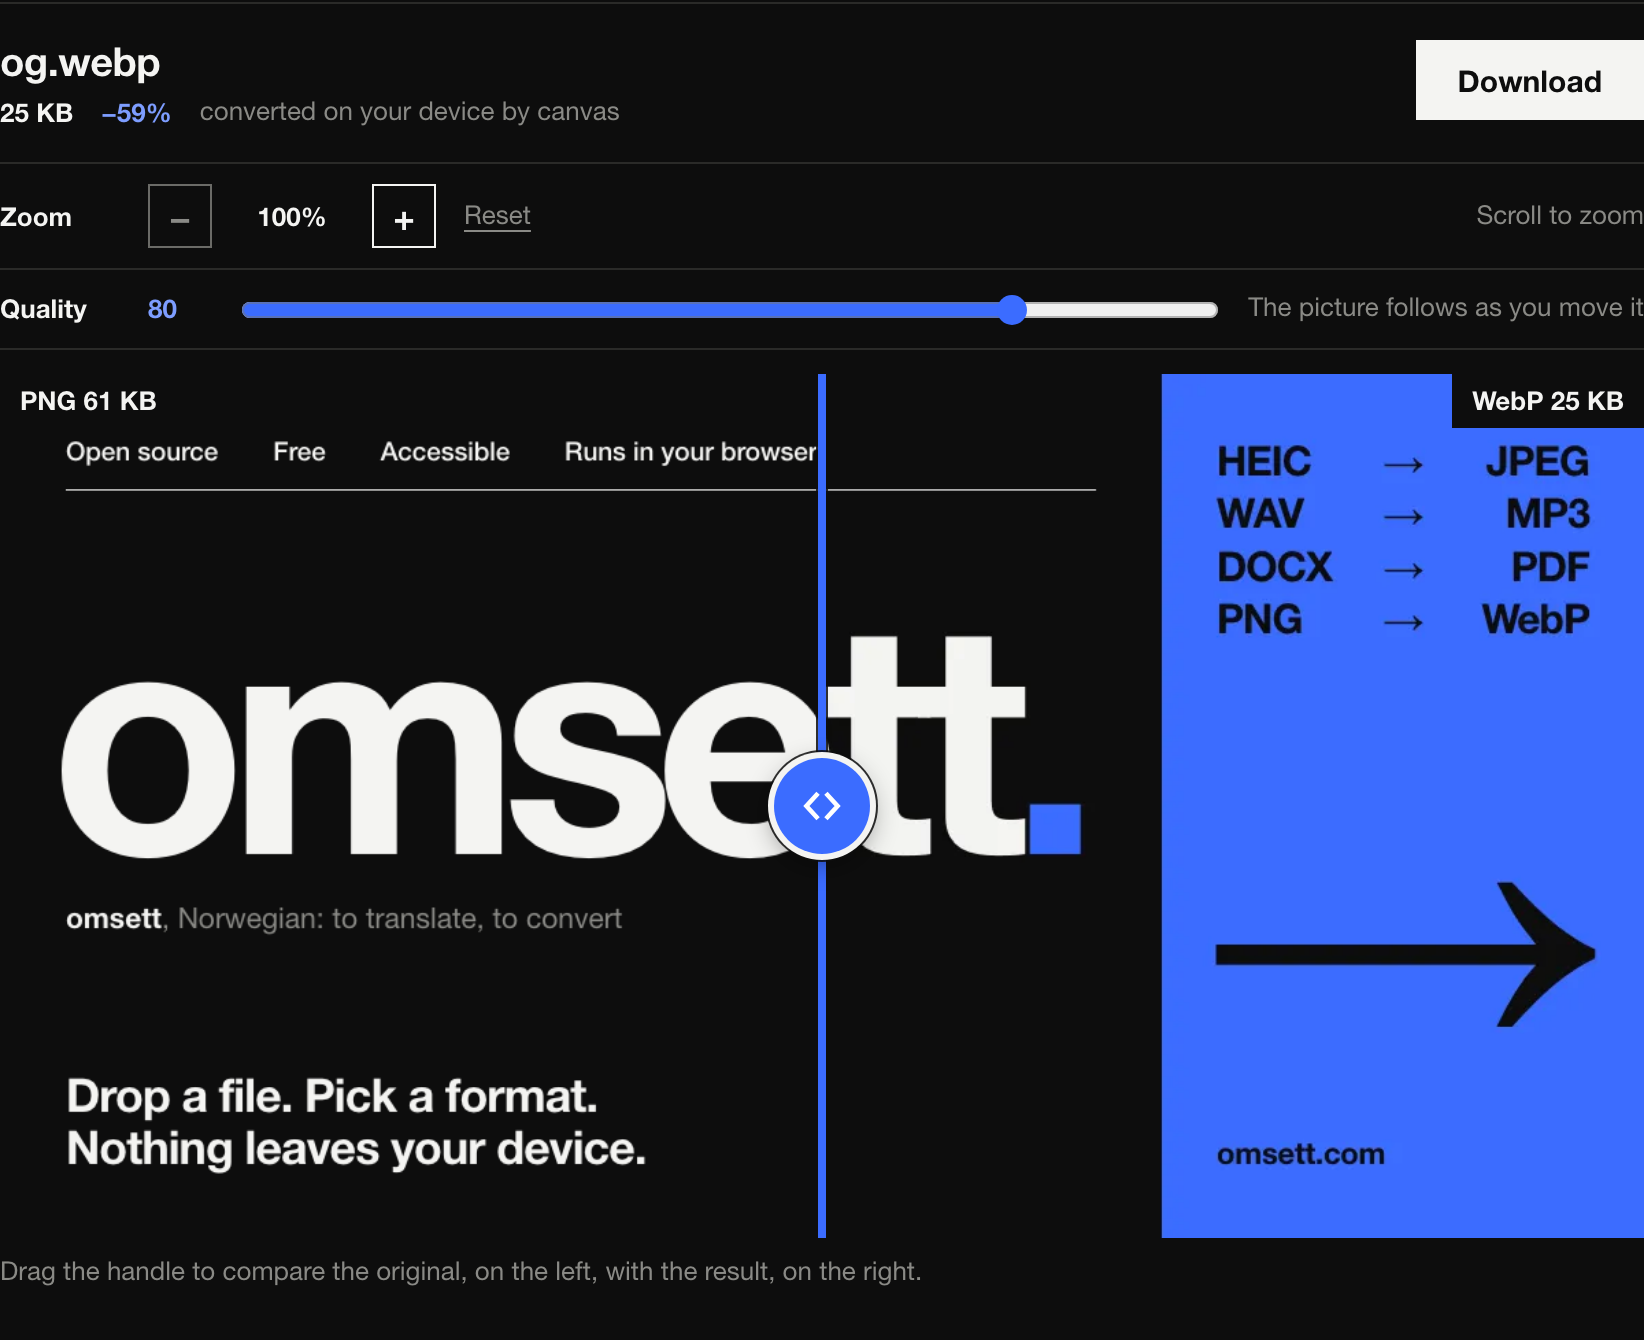 og.webp
Download
25 KB –59% converted on your device by canvas
Zoom − 100% + Reset Scroll to zoom
Quality 80 The picture follows as you move it
PNG 61 KB WebP 25 KB
Open source Free Accessible Runs in your browser
HEIC → JPEG
WAV → MP3
DOCX → PDF
PNG → WebP
omsett.
omsett, Norwegian: to translate, to convert
Drop a file. Pick a format.
Nothing leaves your device.
omsett.com
Drag the handle to compare the original, on the left, with the result, on the right.